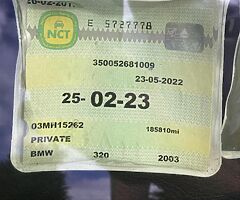 E 5727778
NCT
350052681009
23-05-2022
25- 02-23
03MH15262
185810mi
PRIVATE
BMW 320 2003